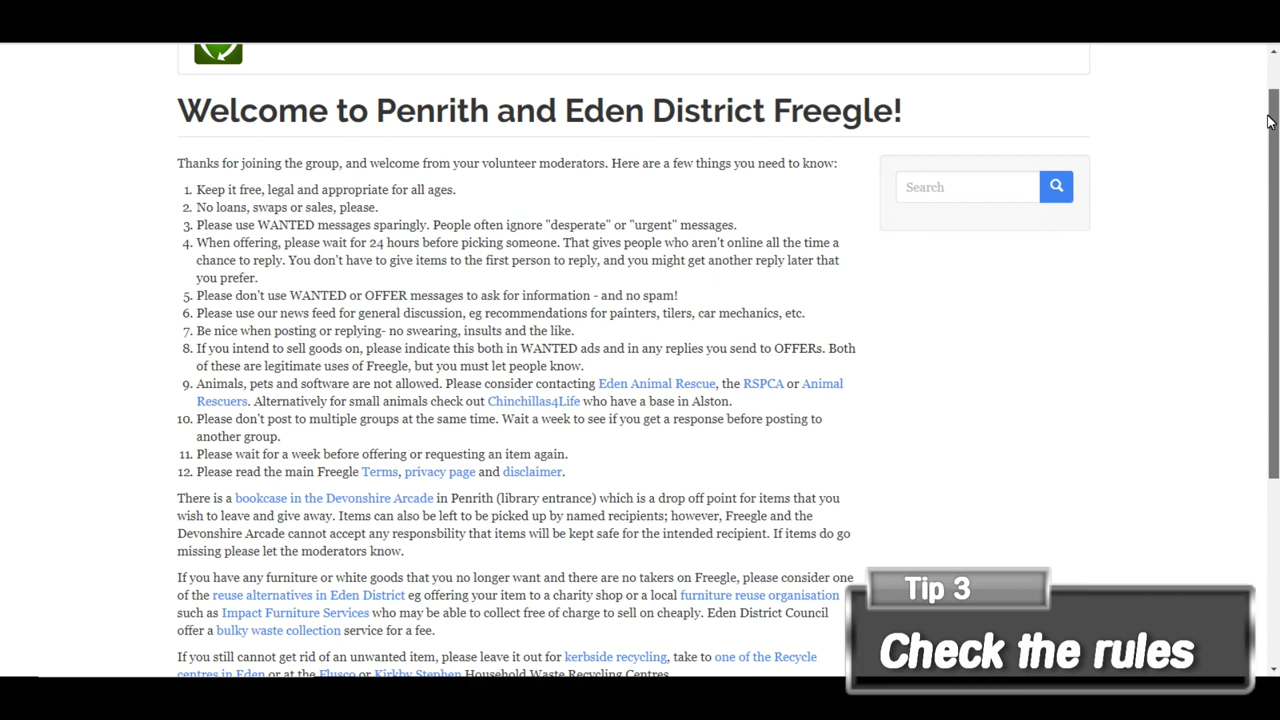 Welcome to Penrith and Eden District Freegle!
Thanks for joining the group, and welcome from your volunteer moderators. Here are a few things you need to know:
Search
1. Keep it free, legal and appropriate for all ages.
2. No loans, swaps or sales, please.
3. Please use WANTED messages sparingly. People often ignore "desperate" or "urgent" messages.
4. When offering, please wait for 24 hours before picking someone. That gives people who aren't online all the time a
chance to reply. You don't have to give items to the first person to reply, and you might get another reply later that
you prefer.
5. Please don't use WANTED or OFFER messages to ask for information - and no spam!
6. Please use our news feed for general discussion, eg recommendations for painters, tilers, car mechanics, etc.
7. Be nice when posting or replying- no swearing, insults and the like.
8. If you intend to sell goods on, please indicate this both in WANTED ads and in any replies you send to OFFERs. Both
of these are legitimate uses of Freegle, but you must let people know.
9. Animals, pets and software are not allowed. Please consider contacting Eden Animal Rescue, the RSPCA or Animal
Rescuers. Alternatively for small animals check out Chinchillas4Life who have a base in Alston.
10. Please don't post to multiple groups at the same time. Wait a week to see if you get a response before posting to
another group.
11. Please wait for a week before offering or requesting an item again.
12. Please read the main Freegle Terms, privacy page and disclaimer.
There is a bookcase in the Devonshire Arcade in Penrith (library entrance) which is a drop off point for items that you
wish to leave and give away. Items can also be left to be picked up by named recipients; however, Freegle and the
Devonshire Arcade cannot accept any responsbility that items will be kept safe for the intended recipient. If items do go
missing please let the moderators know.
If you have any furniture or white goods that you no longer want and there are no takers on Freegle, please consider one
of the reuse alternatives in Eden District eg offering your item to a charity shop or a local furniture reuse organisation
such as Impact Furniture Services who may be able to collect free of charge to sell on cheaply. Eden District Council
offer a bulky waste collection service for a fee.
If you still cannot get rid of an unwanted item, please leave it out for kerbside recycling, take to one of the Recycle
centres in Eden or at the Flusco or Kirkby Stephen Household Waste Recycling Centres.
Tip 3
Check the rules